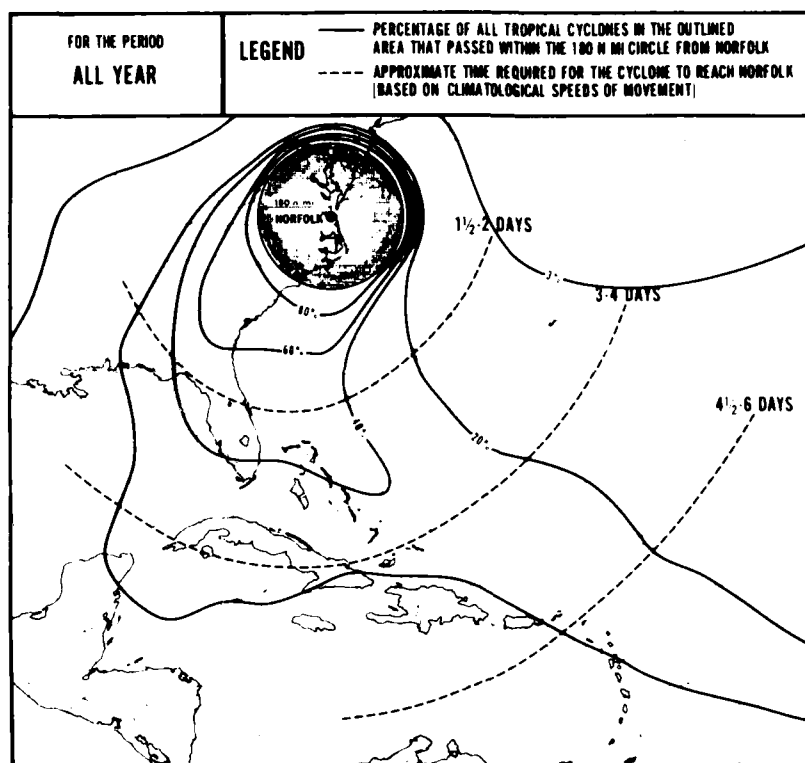 FOR THE PERIOD
ALL YEAR
LEGEND
PERCENTAGE OF ALL TROPICAL CYCLONES IN THE OUTLINED
AREA THAT PASSED WITHIN THE 180 N MI CIRCLE FROM NORFOLK
APPROXIMATE TIME REQUIRED FOR THE CYCLONE TO REACH NORFOLK
(BASED ON CLIMATOLOGICAL SPEEDS OF MOVEMENT)
180 n mi
NORFOLK
1½-2 DAYS
3%
3-4 DAYS
80%
60%
40%
20%
4½-6 DAYS